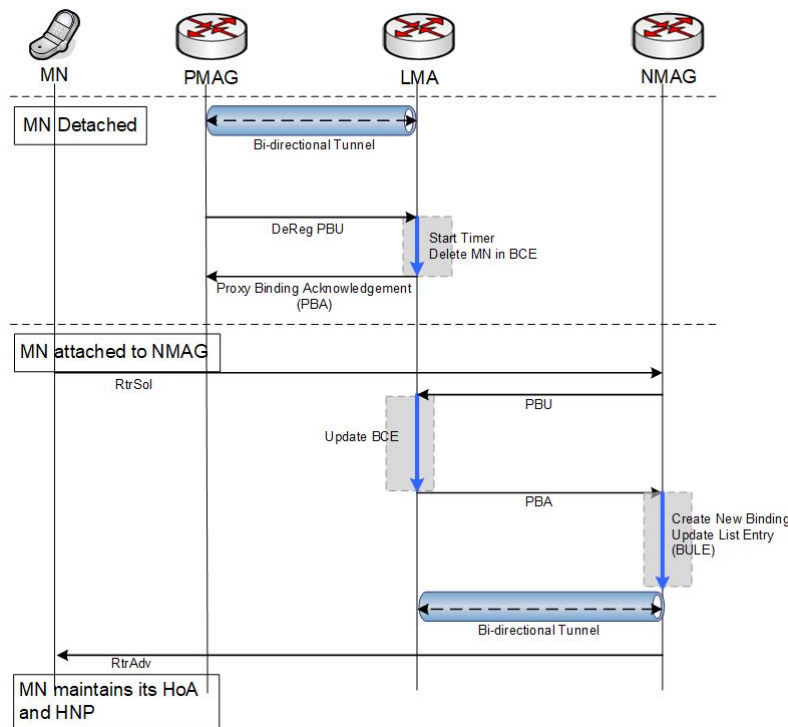 MN
PMAG
LMA
NMAG
MN Detached
Bi-directional Tunnel
DeReg PBU
Start Timer
Delete MN in BCE
Proxy Binding Acknowledgement
(PBA)
MN attached to NMAG
RtrSol
PBU
Update BCE
PBA
Create New Binding
Update List Entry
(BULE)
Bi-directional Tunnel
RtrAdv
MN maintains its HoA
and HNP